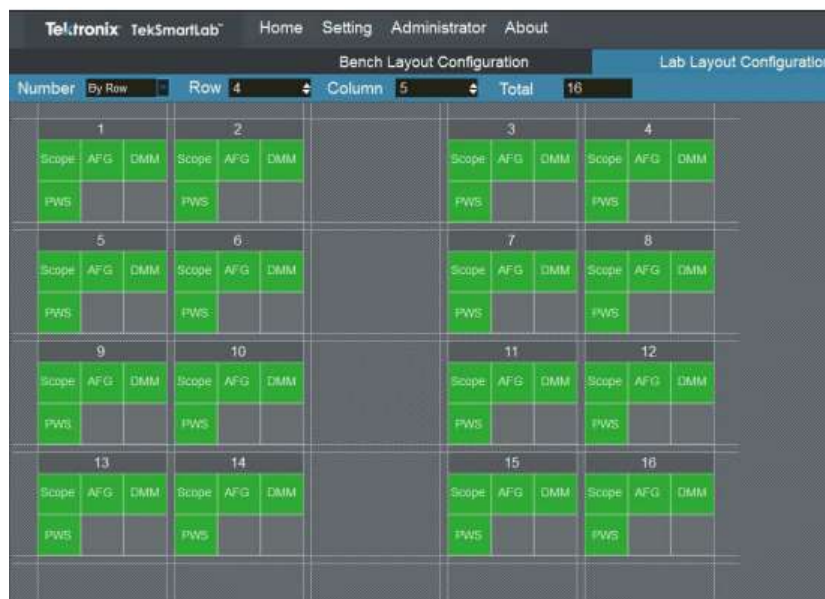 Tektronix TekSmartLab™ Home Setting Administrator About
Bench Layout Configuration Lab Layout Configuration
Number By Row Row 4 Column 5 Total 16
1 2 3 4
Scope AFG DMM Scope AFG DMM Scope AFG DMM Scope AFG DMM
PWS PWS PWS PWS
5 6 7 8
Scope AFG DMM Scope AFG DMM Scope AFG DMM Scope AFG DMM
PWS PWS PWS PWS
9 10 11 12
Scope AFG DMM Scope AFG DMM Scope AFG DMM Scope AFG DMM
PWS PWS PWS PWS
13 14 15 16
Scope AFG DMM Scope AFG DMM Scope AFG DMM Scope AFG DMM
PWS PWS PWS PWS